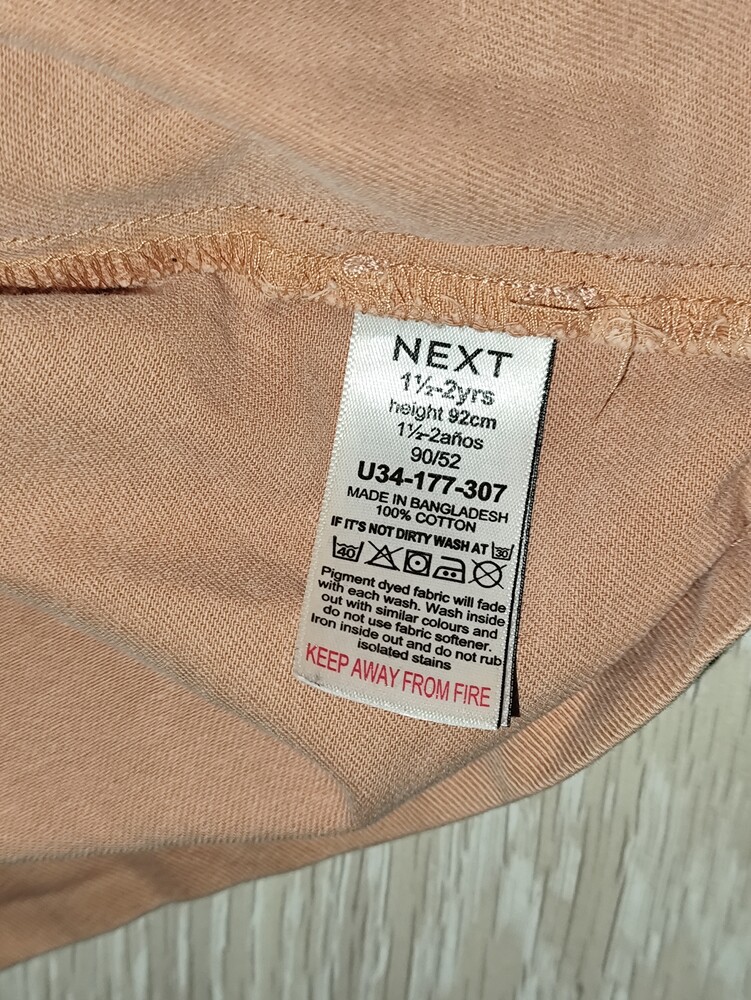 NEXT
1½-2yrs
height 92cm
1½-2años
90/52
U34-177-307
MADE IN BANGLADESH
100% COTTON
IF IT'S NOT DIRTY WASH AT 30
40
Pigment dyed fabric will fade
with each wash. Wash inside
out with similar colours and
do not use fabric softener.
Iron inside out and do not rub
isolated stains
KEEP AWAY FROM FIRE